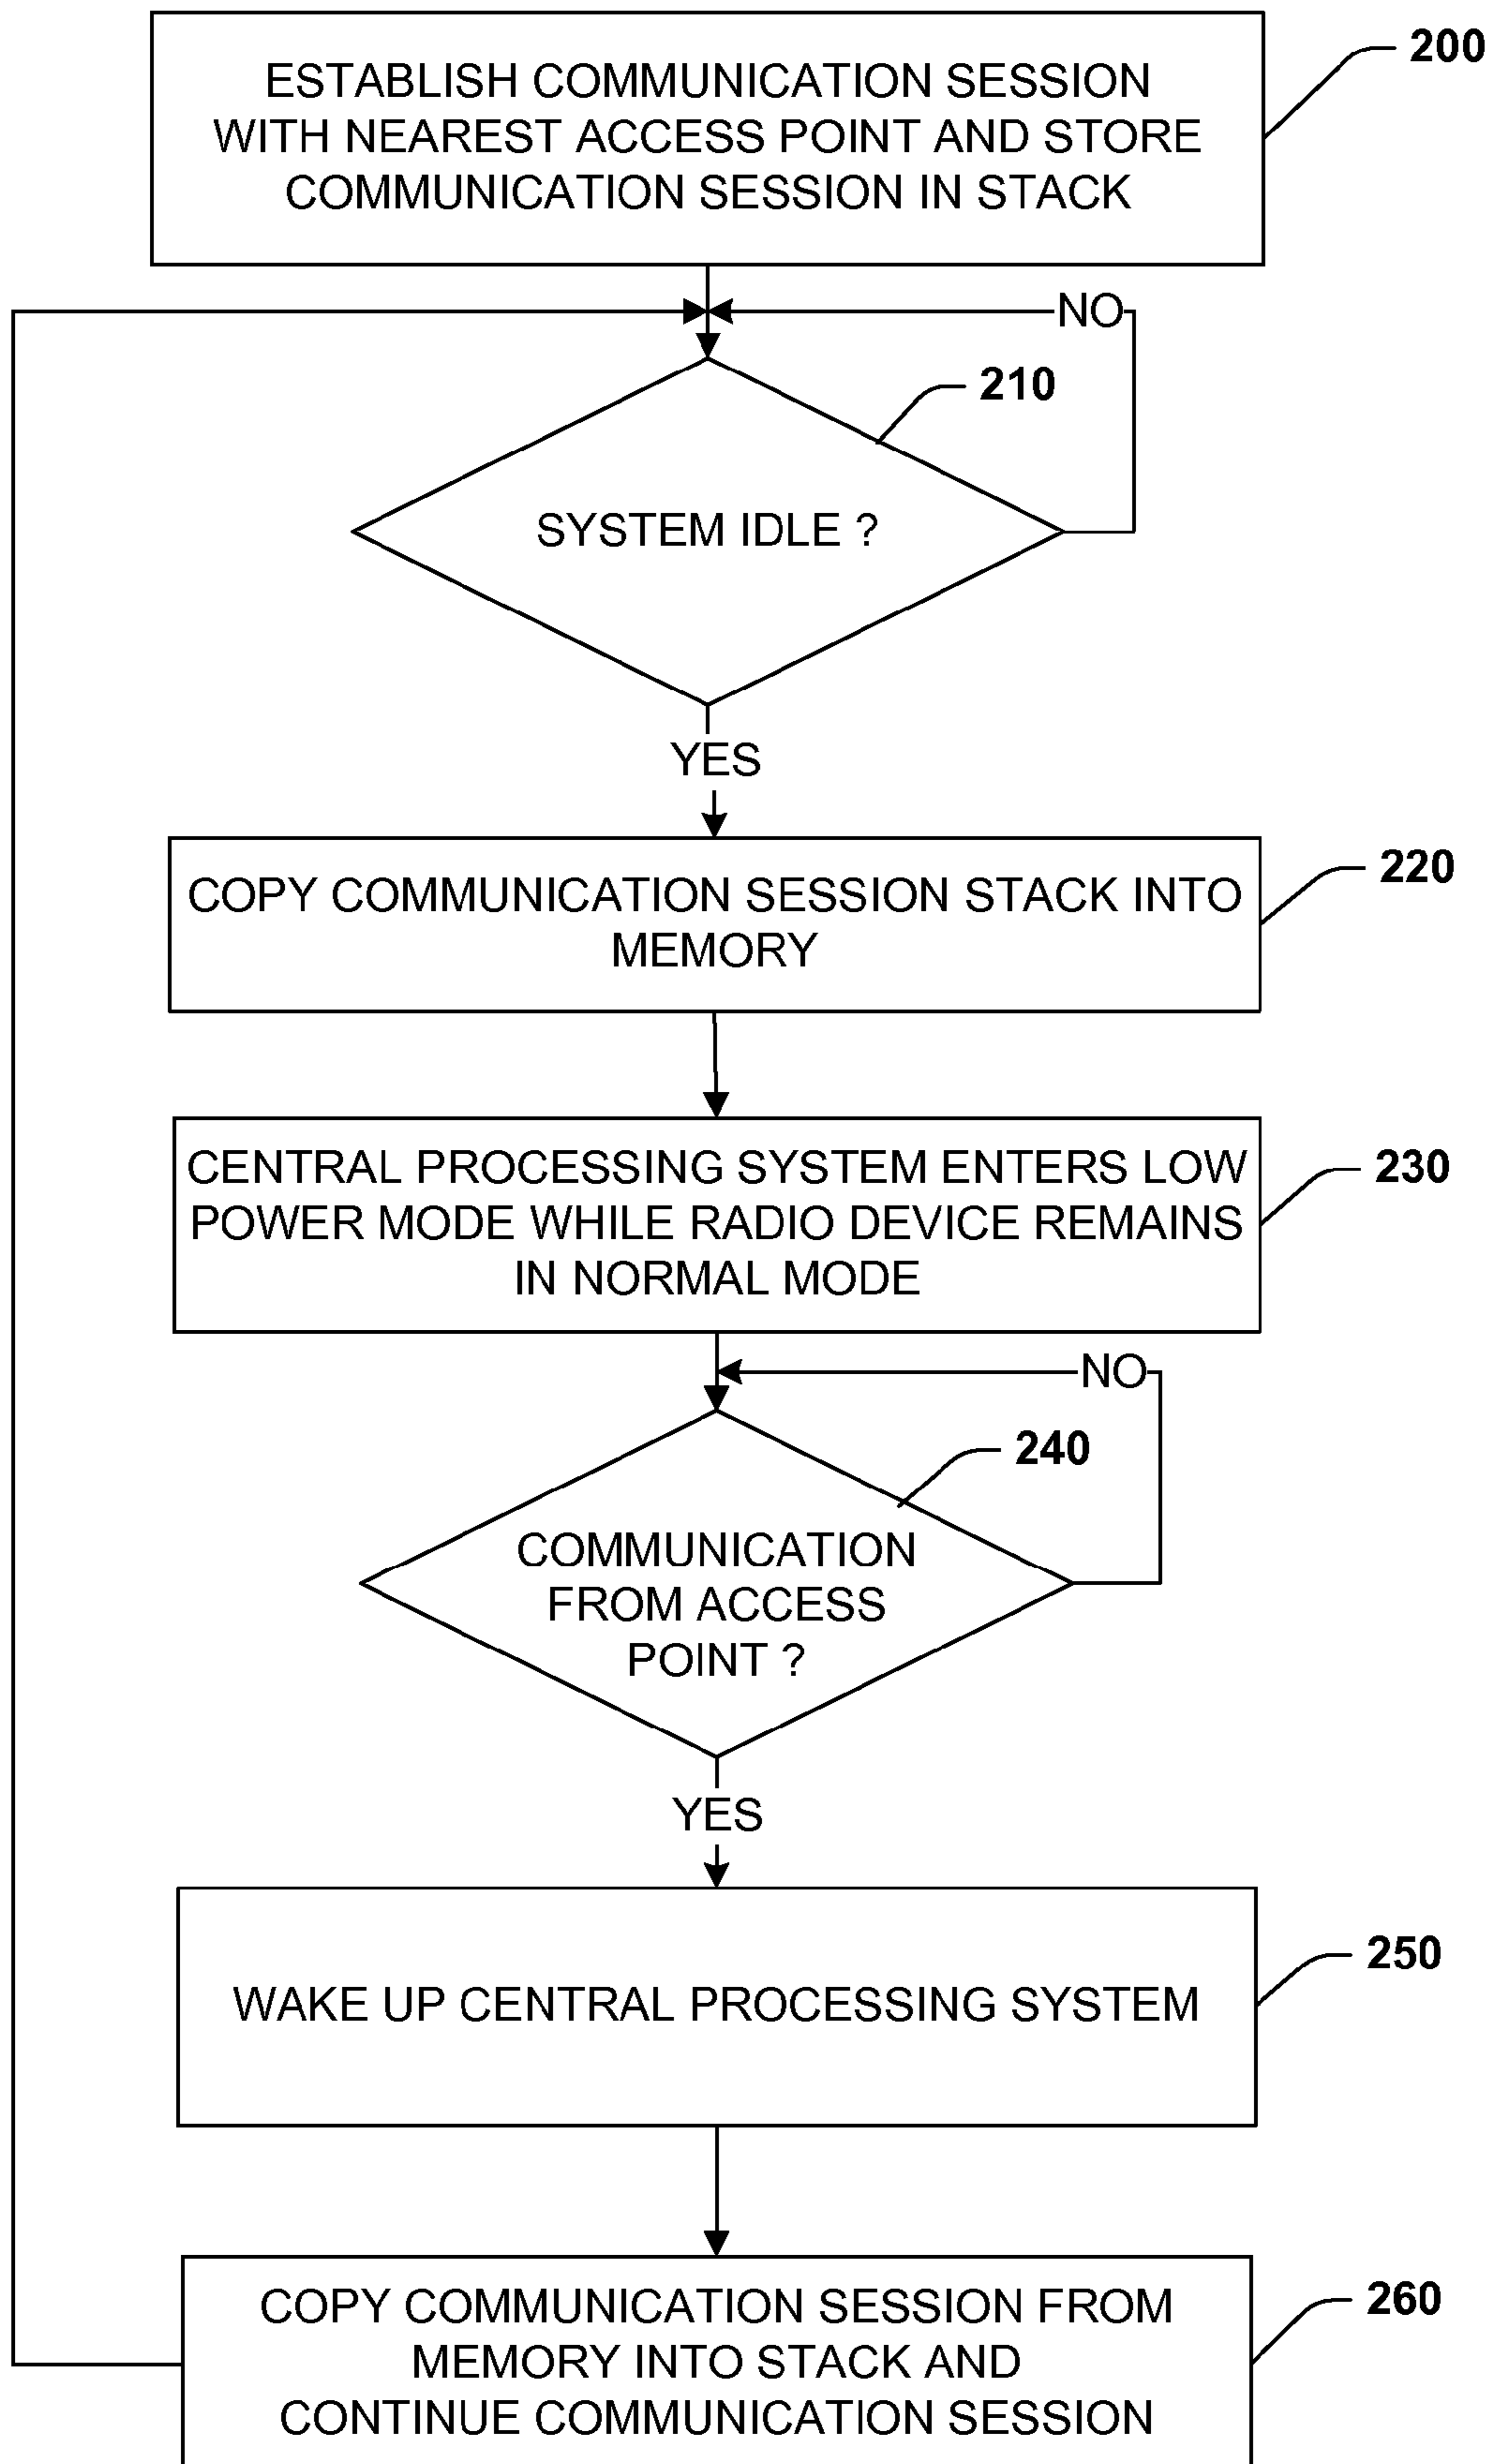 ESTABLISH COMMUNICATION SESSION
WITH NEAREST ACCESS POINT AND STORE
COMMUNICATION SESSION IN STACK
200
NO
210
SYSTEM IDLE ?
YES
COPY COMMUNICATION SESSION STACK INTO
MEMORY
220
CENTRAL PROCESSING SYSTEM ENTERS LOW
POWER MODE WHILE RADIO DEVICE REMAINS
IN NORMAL MODE
230
NO
240
COMMUNICATION
FROM ACCESS
POINT ?
YES
WAKE UP CENTRAL PROCESSING SYSTEM
250
COPY COMMUNICATION SESSION FROM
MEMORY INTO STACK AND
CONTINUE COMMUNICATION SESSION
260